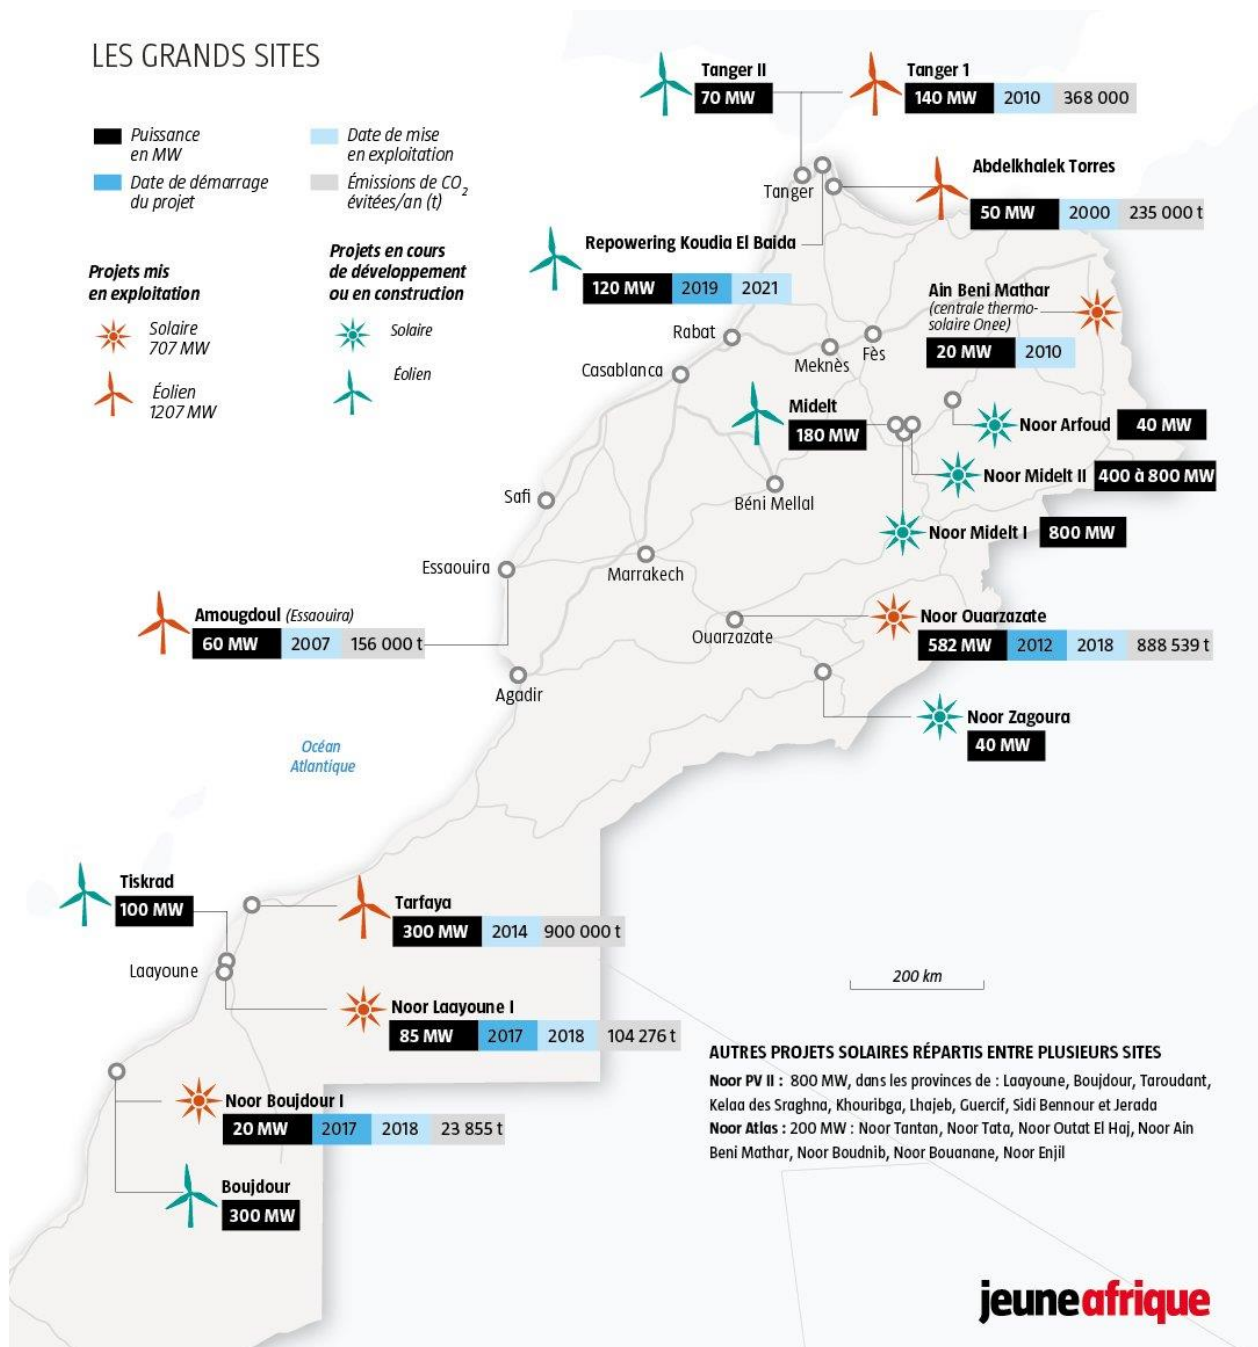 LES GRANDS SITES
Puissance
en MW
Date de mise
en exploitation
Date de démarrage
du projet
Émissions de CO2
évitées/an (t)
Projets mis
en exploitation
Solaire
707 MW
Éolien
1207 MW
Projets en cours
de développement
ou en construction
Solaire
Éolien
Tanger II
70 MW
Tanger 1
140 MW 2010 368 000
Tanger
Abdelkhalek Torres
50 MW 2000 235 000 t
Repowering Koudia El Baida
120 MW 2019 2021
Ain Beni Mathar
(centrale thermo-
solaire Onee)
20 MW 2010
Rabat
Casablanca
Meknès
Fès
Midelt
180 MW
Noor Arfoud 40 MW
Noor Midelt II 400 à 800 MW
Noor Midelt I 800 MW
Béni Mellal
Safi
Essaouira
Marrakech
Amougdoul (Essaouira)
60 MW 2007 156 000 t
Ouarzazate
Noor Ouarzazate
582 MW 2012 2018 888 539 t
Agadir
Noor Zagoura
40 MW
Océan
Atlantique
Tiskrad
100 MW
Tarfaya
300 MW 2014 900 000 t
Laayoune
Noor Laayoune I
85 MW 2017 2018 104 276 t
200 km
Noor Boujdour I
20 MW 2017 2018 23 855 t
Boujdour
300 MW
AUTRES PROJETS SOLAIRES RÉPARTIS ENTRE PLUSIEURS SITES
Noor PV II : 800 MW, dans les provinces de : Laayoune, Boujdour, Taroudant,
Kelaa des Sraghna, Khouribga, Lhajeb, Guercif, Sidi Bennour et Jerada
Noor Atlas : 200 MW : Noor Tantan, Noor Tata, Noor Outat El Haj, Noor Ain
Beni Mathar, Noor Boudnib, Noor Bouanane, Noor Enjil
jeuneafrique